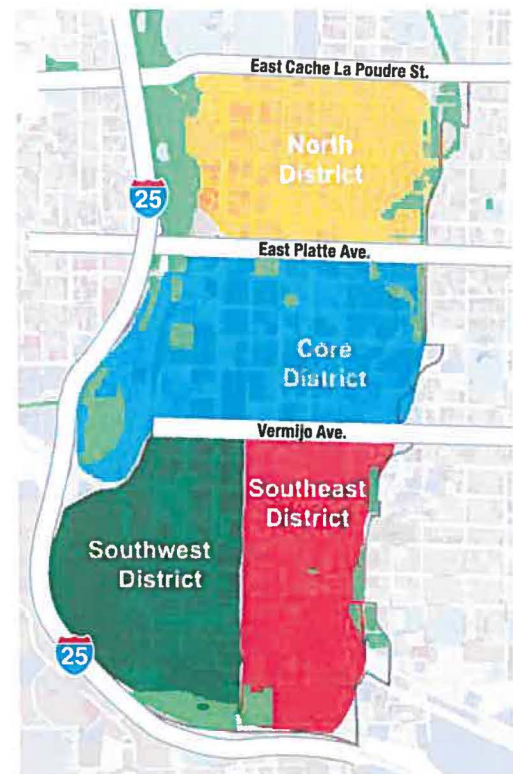 East Cache La Poudre St.
North
District
25
East Platte Ave.
Core
District
Vermijo Ave.
Southeast
District
Southwest
District
25